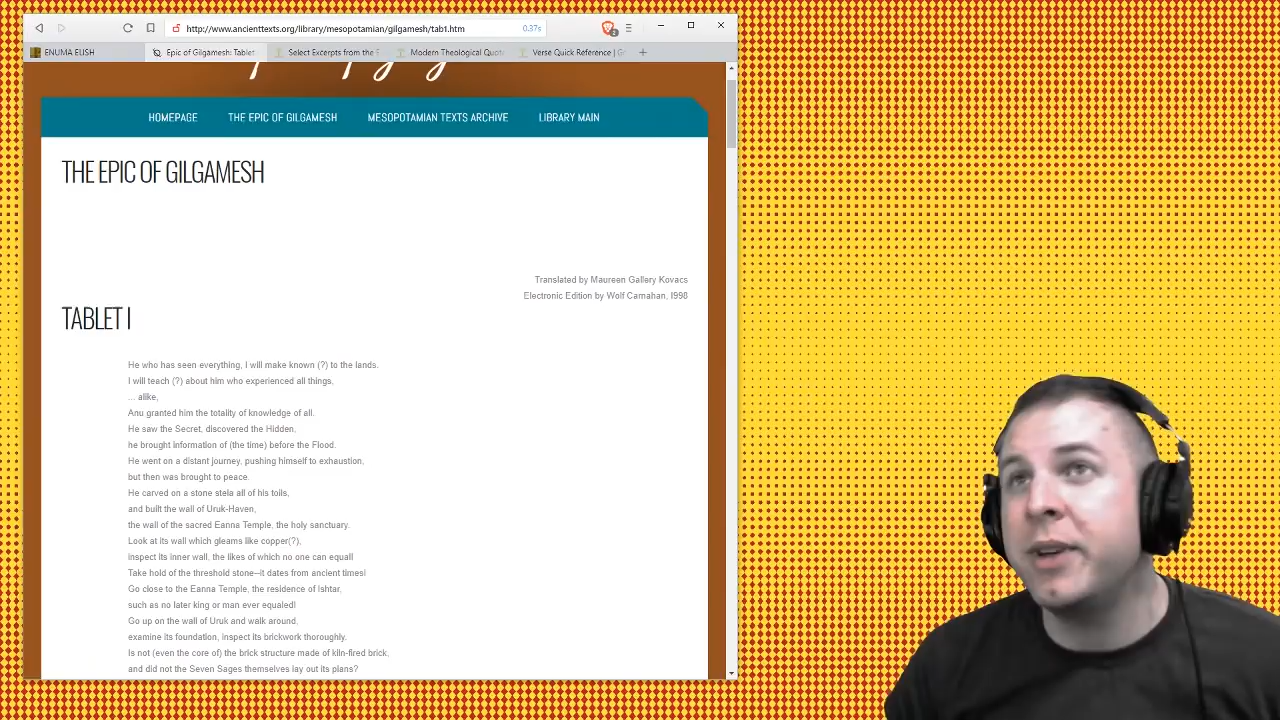 http://www.ancienttexts.org/library/mesopotamian/gilgamesh/tab1.htm
0.37s
2
ENUMA ELISH
Epic of Gilgamesh: Tablet
Select Excerpts from the E
Modern Theological Quot
Verse Quick Reference | Gr
HOMEPAGE
THE EPIC OF GILGAMESH
MESOPOTAMIAN TEXTS ARCHIVE
LIBRARY MAIN
THE EPIC OF GILGAMESH
Translated by Maureen Gallery Kovacs
Electronic Edition by Wolf Carnahan, I998
TABLET I
He who has seen everything, I will make known (?) to the lands.
I will teach (?) about him who experienced all things,
... alike,
Anu granted him the totality of knowledge of all.
He saw the Secret, discovered the Hidden,
he brought information of (the time) before the Flood.
He went on a distant journey, pushing himself to exhaustion,
but then was brought to peace.
He carved on a stone stela all of his toils,
and built the wall of Uruk-Haven,
the wall of the sacred Eanna Temple, the holy sanctuary.
Look at its wall which gleams like copper(?),
inspect its inner wall, the likes of which no one can equal!
Take hold of the threshold stone--it dates from ancient times!
Go close to the Eanna Temple, the residence of Ishtar,
such as no later king or man ever equaled!
Go up on the wall of Uruk and walk around,
examine its foundation, inspect its brickwork thoroughly.
Is not (even the core of) the brick structure made of kiln-fired brick,
and did not the Seven Sages themselves lay out its plans?